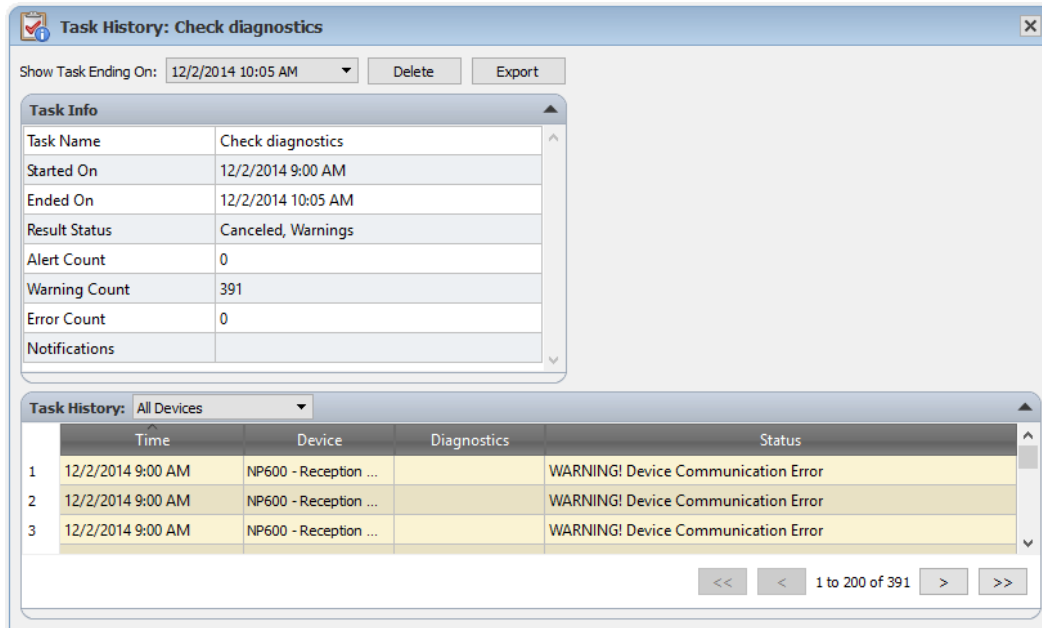 Task History: Check diagnostics
Show Task Ending On: 12/2/2014 10:05 AM Delete Export
Task Info
Task Name Check diagnostics
Started On 12/2/2014 9:00 AM
Ended On 12/2/2014 10:05 AM
Result Status Canceled, Warnings
Alert Count 0
Warning Count 391
Error Count 0
Notifications
Task History: All Devices
Time Device Diagnostics Status
1 12/2/2014 9:00 AM NP600 - Reception ... WARNING! Device Communication Error
2 12/2/2014 9:00 AM NP600 - Reception ... WARNING! Device Communication Error
3 12/2/2014 9:00 AM NP600 - Reception ... WARNING! Device Communication Error
<< < 1 to 200 of 391 > >>